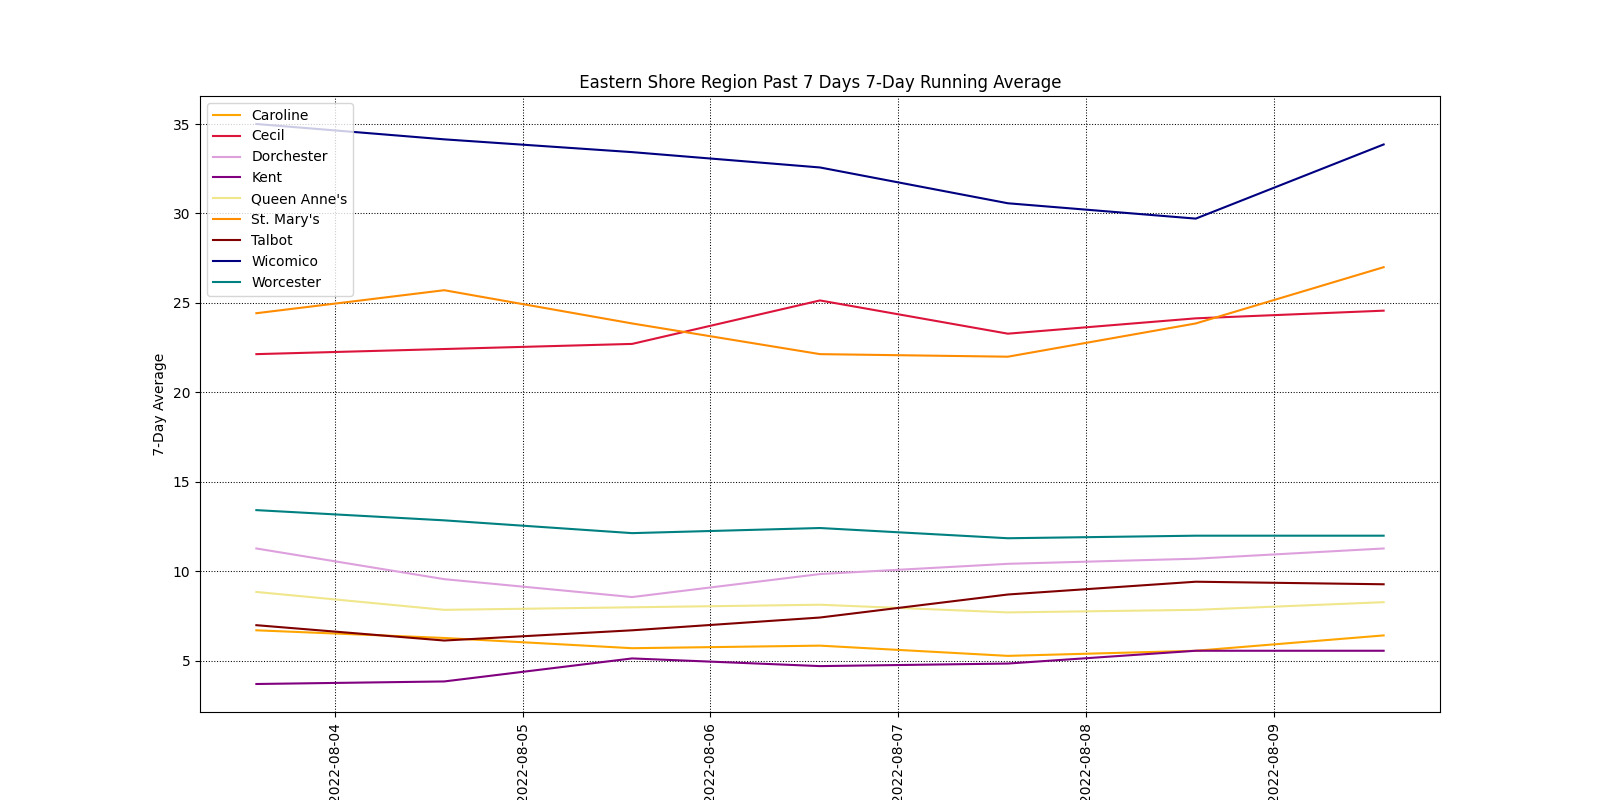 Eastern Shore Region Past 7 Days 7-Day Running Average
Caroline
Cecil
Dorchester
Kent
Queen Anne's
St. Mary's
Talbot
Wicomico
Worcester
7-Day Average
35
30
25
20
15
10
5
2022-08-04
2022-08-05
2022-08-06
2022-08-07
2022-08-08
2022-08-09